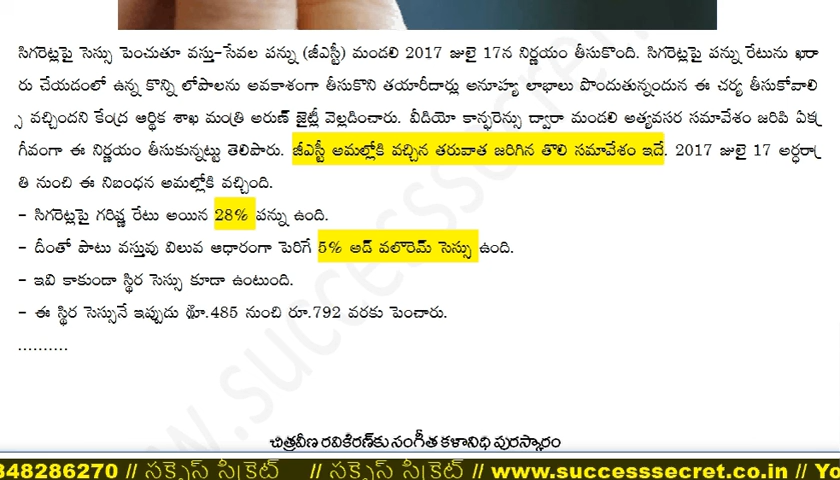 సిగరెట్లపై సెస్సు పెంచుతూ వస్తు-సేవల పన్ను (జీఎస్టీ) మండలి 2017 జులై 17న నిర్ణయం తీసుకొంది. సిగరెట్లపై పన్ను రేటును ఖరా
రు చేయడంలో ఉన్న కొన్ని లోపాలను అవకాశంగా తీసుకొని తయారీదార్లు అనూహ్య లాభాలు పొందుతున్నందున ఈ చర్య తీసుకోవాలి
్సి వచ్చిందని కేంద్ర ఆర్థిక శాఖ మంత్రి అరుణ్ జైట్లీ వెల్లడించారు. వీడియో కాన్ఫరెన్సు ద్వారా మండలి అత్యవసర సమావేశం జరిపి ఏక
గ్రీవంగా ఈ నిర్ణయం తీసుకున్నట్టు తెలిపారు. జీఎస్టీ అమల్లోకి వచ్చిన తరువాత జరిగిన తొలి సమావేశం ఇదే. 2017 జులై 17 అర్ధరా
త్రి నుంచి ఈ నిబంధన అమల్లోకి వచ్చింది.
- సిగరెట్లపై గరిష్ణ రేటు అయిన 28% పన్ను ఉంది.
- దీంతో పాటు వస్తువు విలువ ఆధారంగా పెరిగే 5% అడ్ వలోరెమ్ సెస్సు ఉంది.
- ఇవి కాకుండా స్థిర సెస్సు కూడా ఉంటుంది.
- ఈ స్థిర సెస్సునే ఇప్పుడు రూ.485 నుంచి రూ.792 వరకు పెంచారు.
..........
www.successsecret
చిత్రవీణ రవికిరణ్‌కు సంగీత కళానిధి పురస్కారం
848286270 // సక్సెస్ సీక్రెట్ // సక్సెస్ సీక్రెట్ // www.successsecret.co.in // Yo